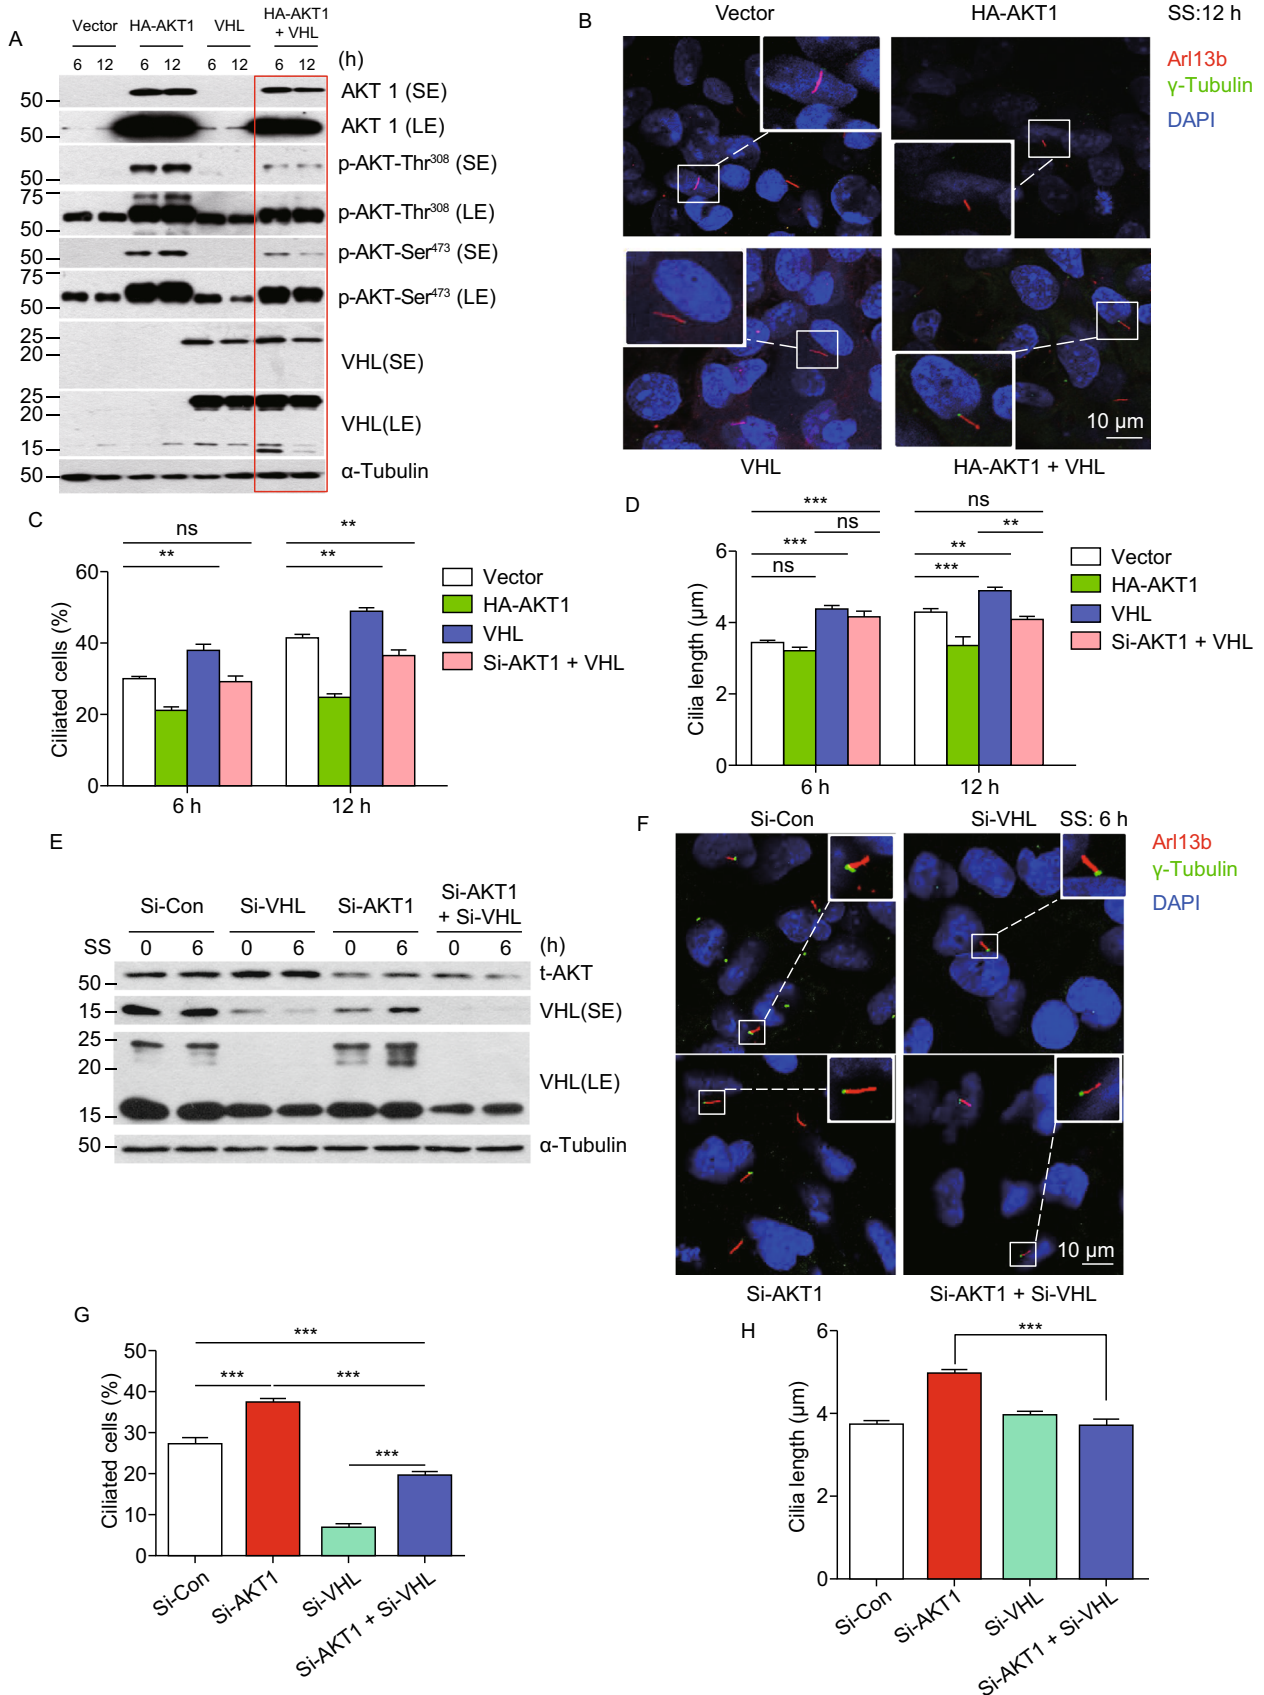 A
Vector HA-AKT1 VHL HA-AKT1 + VHL
6 12 6 12 6 12 6 12 (h)
50 AKT 1 (SE)
50 AKT 1 (LE)
50 p-AKT-Thr308 (SE)
75
50 p-AKT-Thr308 (LE)
50 p-AKT-Ser473 (SE)
75
50 p-AKT-Ser473 (LE)
25
20 VHL(SE)
25
20
15 VHL(LE)
50 α-Tubulin
B
Vector HA-AKT1 SS:12 h
Arl13b
γ-Tubulin
DAPI
10 µm
VHL HA-AKT1 + VHL
C
ns **
** **
60
40
20
0
Ciliated cells (%)
6 h 12 h
Vector
HA-AKT1
VHL
Si-AKT1 + VHL
D
*** ns
ns **
*** **
ns ***
6
4
2
0
Cilia length (µm)
6 h 12 h
Vector
HA-AKT1
VHL
Si-AKT1 + VHL
E
Si-Con Si-VHL Si-AKT1 Si-AKT1 + Si-VHL
SS 0 6 0 6 0 6 0 6 (h)
50 t-AKT
15 VHL(SE)
25
20
15 VHL(LE)
50 α-Tubulin
F
Si-Con Si-VHL SS: 6 h
Arl13b
γ-Tubulin
DAPI
10 µm
Si-AKT1 Si-AKT1 + Si-VHL
G
***
*** ***
***
50
40
30
20
10
0
Ciliated cells (%)
Si-Con
Si-AKT1
Si-VHL
Si-AKT1 + Si-VHL
H
***
6
4
2
0
Cilia length (µm)
Si-Con
Si-AKT1
Si-VHL
Si-AKT1 + Si-VHL